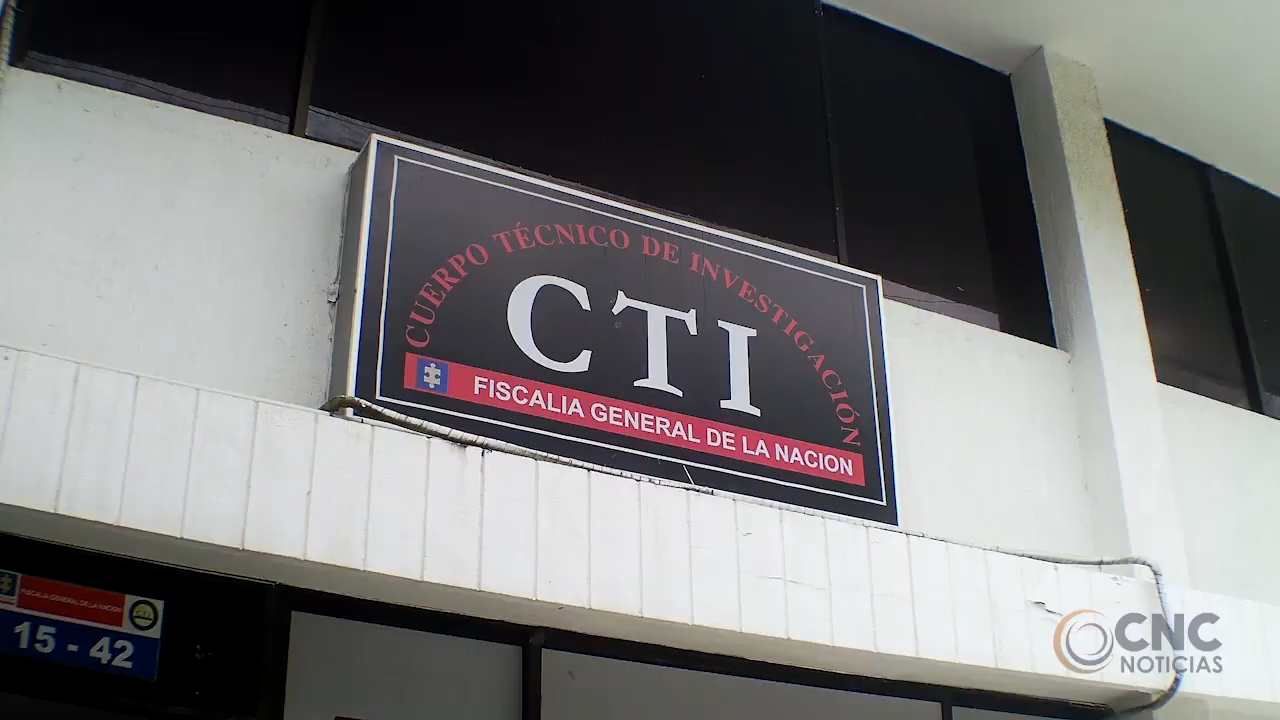 CUERPO TÉCNICO DE INVESTIGACIÓN
CTI
FISCALIA GENERAL DE LA NACION
FISCALIA GENERAL DE LA NACION
15 - 42
CNC
NOTICIAS